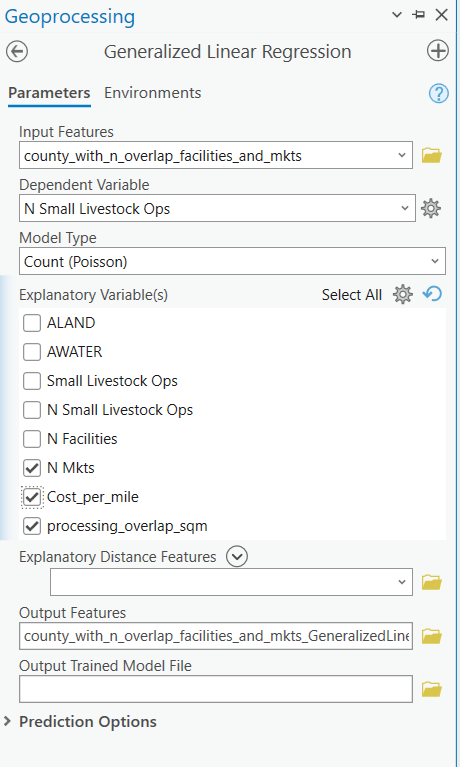 Geoprocessing
Generalized Linear Regression
Parameters Environments
?
Input Features
county_with_n_overlap_facilities_and_mkts
Dependent Variable
N Small Livestock Ops
Model Type
Count (Poisson)
Explanatory Variable(s) Select All
ALAND
AWATER
Small Livestock Ops
N Small Livestock Ops
N Facilities
N Mkts
Cost_per_mile
processing_overlap_sqm
Explanatory Distance Features
Output Features
county_with_n_overlap_facilities_and_mkts_GeneralizedLine
Output Trained Model File
Prediction Options